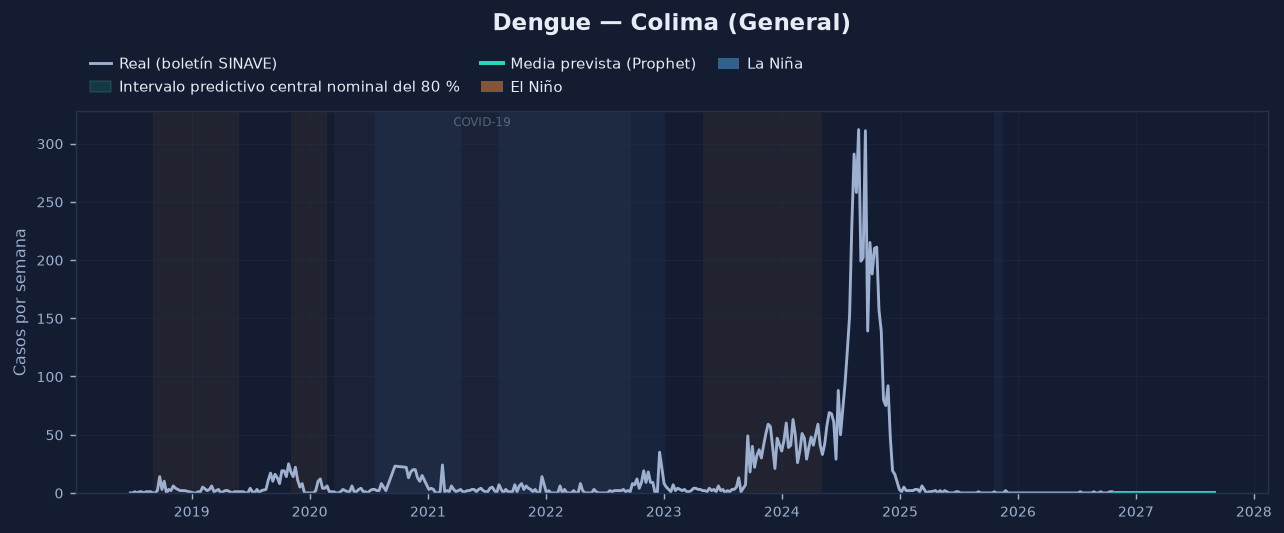 Dengue — Colima (General)
Real (boletín SINAVE)
Media prevista (Prophet)
La Niña
Intervalo predictivo central nominal del 80 %
El Niño
COVID-19
Casos por semana
300
250
200
150
100
50
0
2019 2020 2021 2022 2023 2024 2025 2026 2027 2028